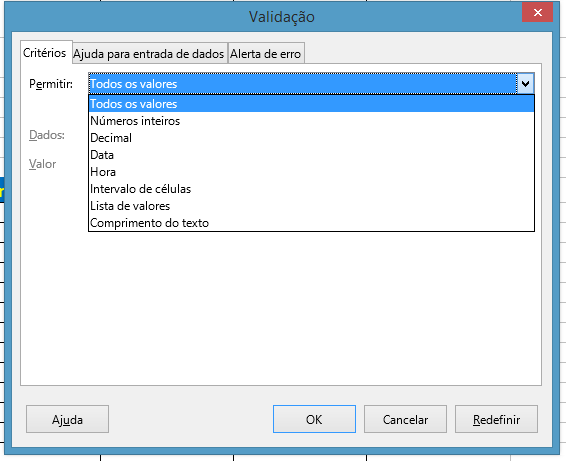 Validação
Critérios
Ajuda para entrada de dados
Alerta de erro
Permitir:
Todos os valores
Todos os valores
Números inteiros
Decimal
Data
Hora
Intervalo de células
Lista de valores
Comprimento do texto
Dados:
Valor
Ajuda
OK
Cancelar
Redefinir